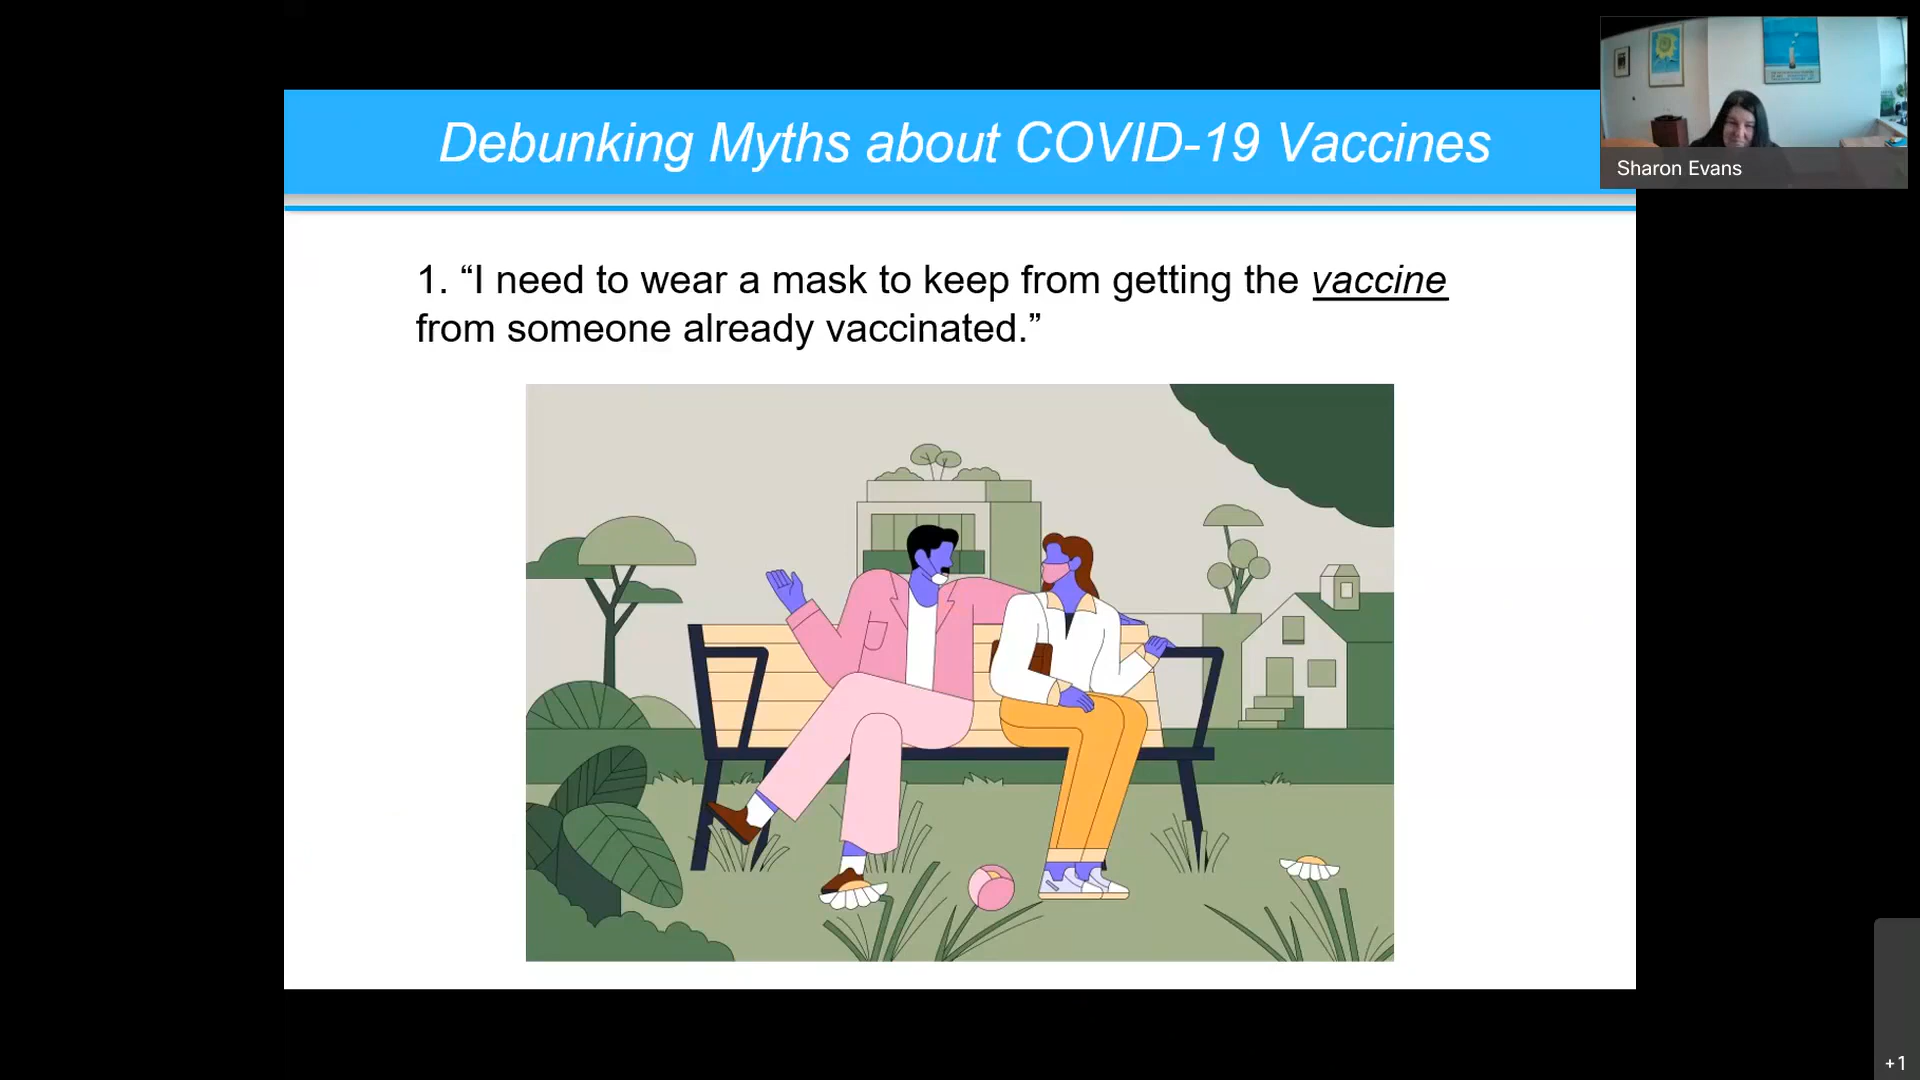 Debunking Myths about COVID-19 Vaccines
Sharon Evans
1. “I need to wear a mask to keep from getting the vaccine
from someone already vaccinated.”
+1